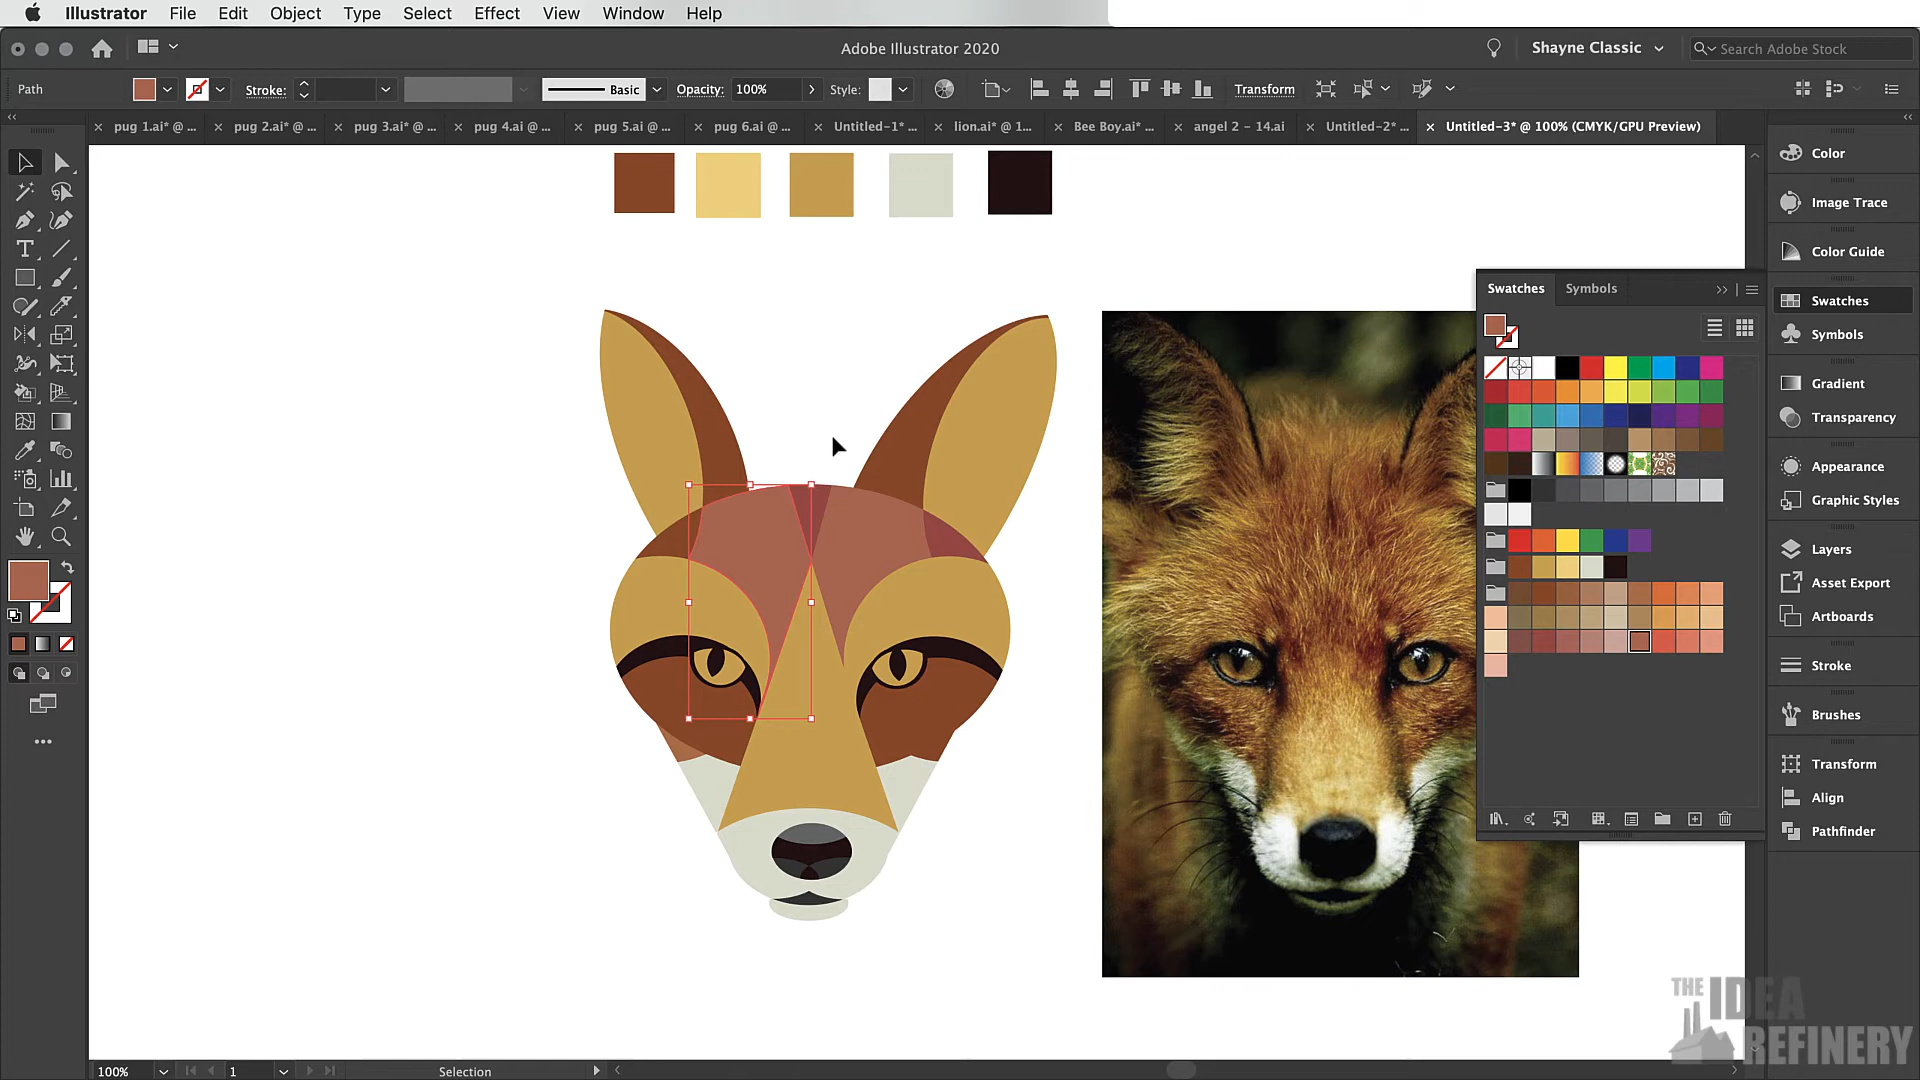 Illustrator File Edit Object Type Select Effect View Window Help
Adobe Illustrator 2020
Shayne Classic
Search Adobe Stock
Path
Stroke:
Basic
Opacity: 100%
Style:
Transform
pug 1.ai* @ ...
pug 2.ai* @ ...
pug 3.ai* @ ...
pug 4.ai @ ...
pug 5.ai @ ...
pug 6.ai @ ...
Untitled-1* ...
lion.ai* @ 1...
Bee Boy.ai* ...
angel 2 - 14.ai
Untitled-2* ...
Untitled-3* @ 100% (CMYK/GPU Preview)
Color
Image Trace
Color Guide
Swatches
Symbols
Gradient
Transparency
Appearance
Graphic Styles
Layers
Asset Export
Artboards
Stroke
Brushes
Transform
Align
Pathfinder
Swatches
Symbols
THE IDEA
REFINERY
100%
1
Selection